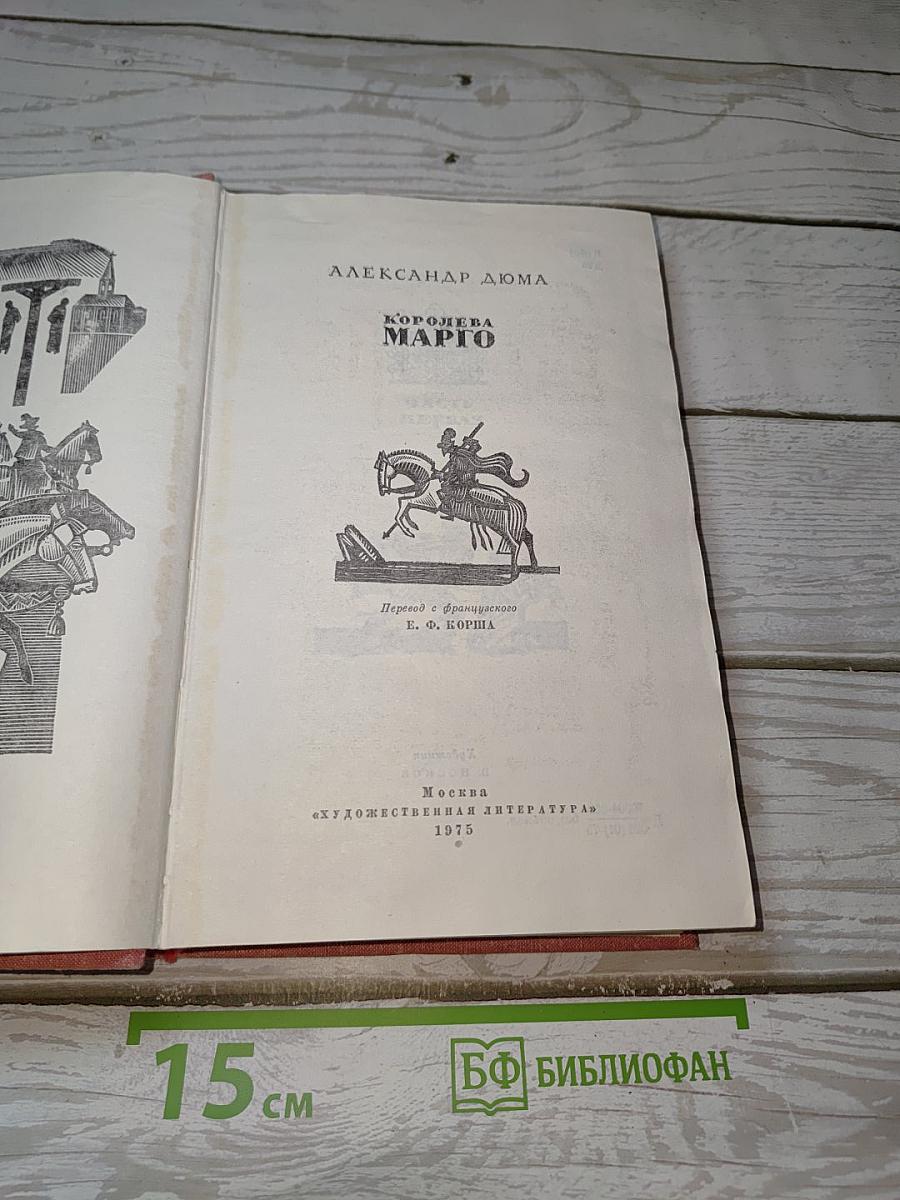 АЛЕКСАНДР ДЮМА
КОРОЛЕВА
МАРГО
Перевод с французского
Е. Ф. КОРША
Москва
«ХУДОЖЕСТВЕННАЯ ЛИТЕРАТУРА»
1975
15 см
БФ БИБЛИОФАН